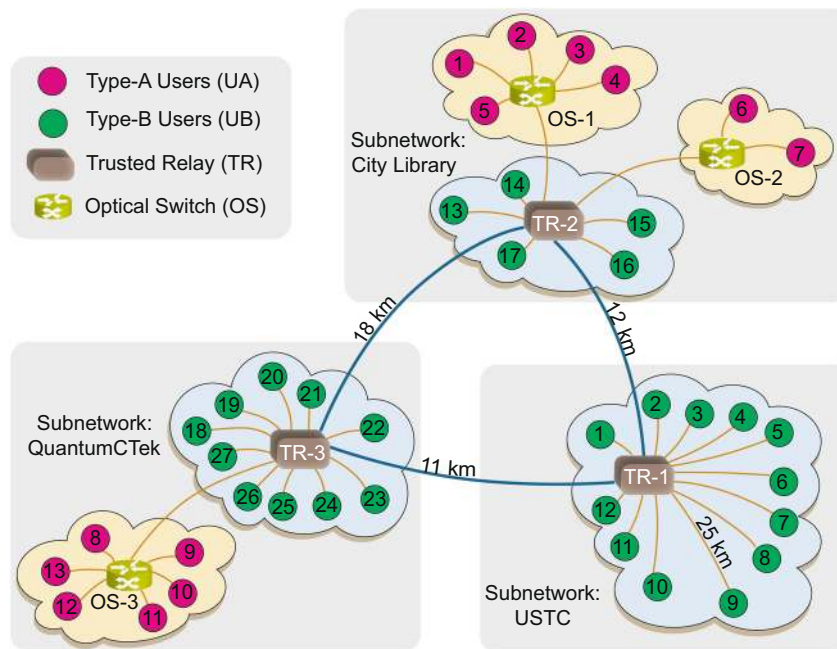 Type-A Users (UA)
Type-B Users (UB)
Trusted Relay (TR)
Optical Switch (OS)
Subnetwork:
City Library
1
2
3
4
5
OS-1
6
7
OS-2
13
14
15
16
17
TR-2
18 km
12 km
11 km
Subnetwork:
QuantumCTek
18
19
20
21
22
23
24
25
26
27
TR-3
8
9
10
11
12
13
OS-3
1
2
3
4
5
6
7
8
9
10
11
12
TR-1
25 km
Subnetwork:
USTC